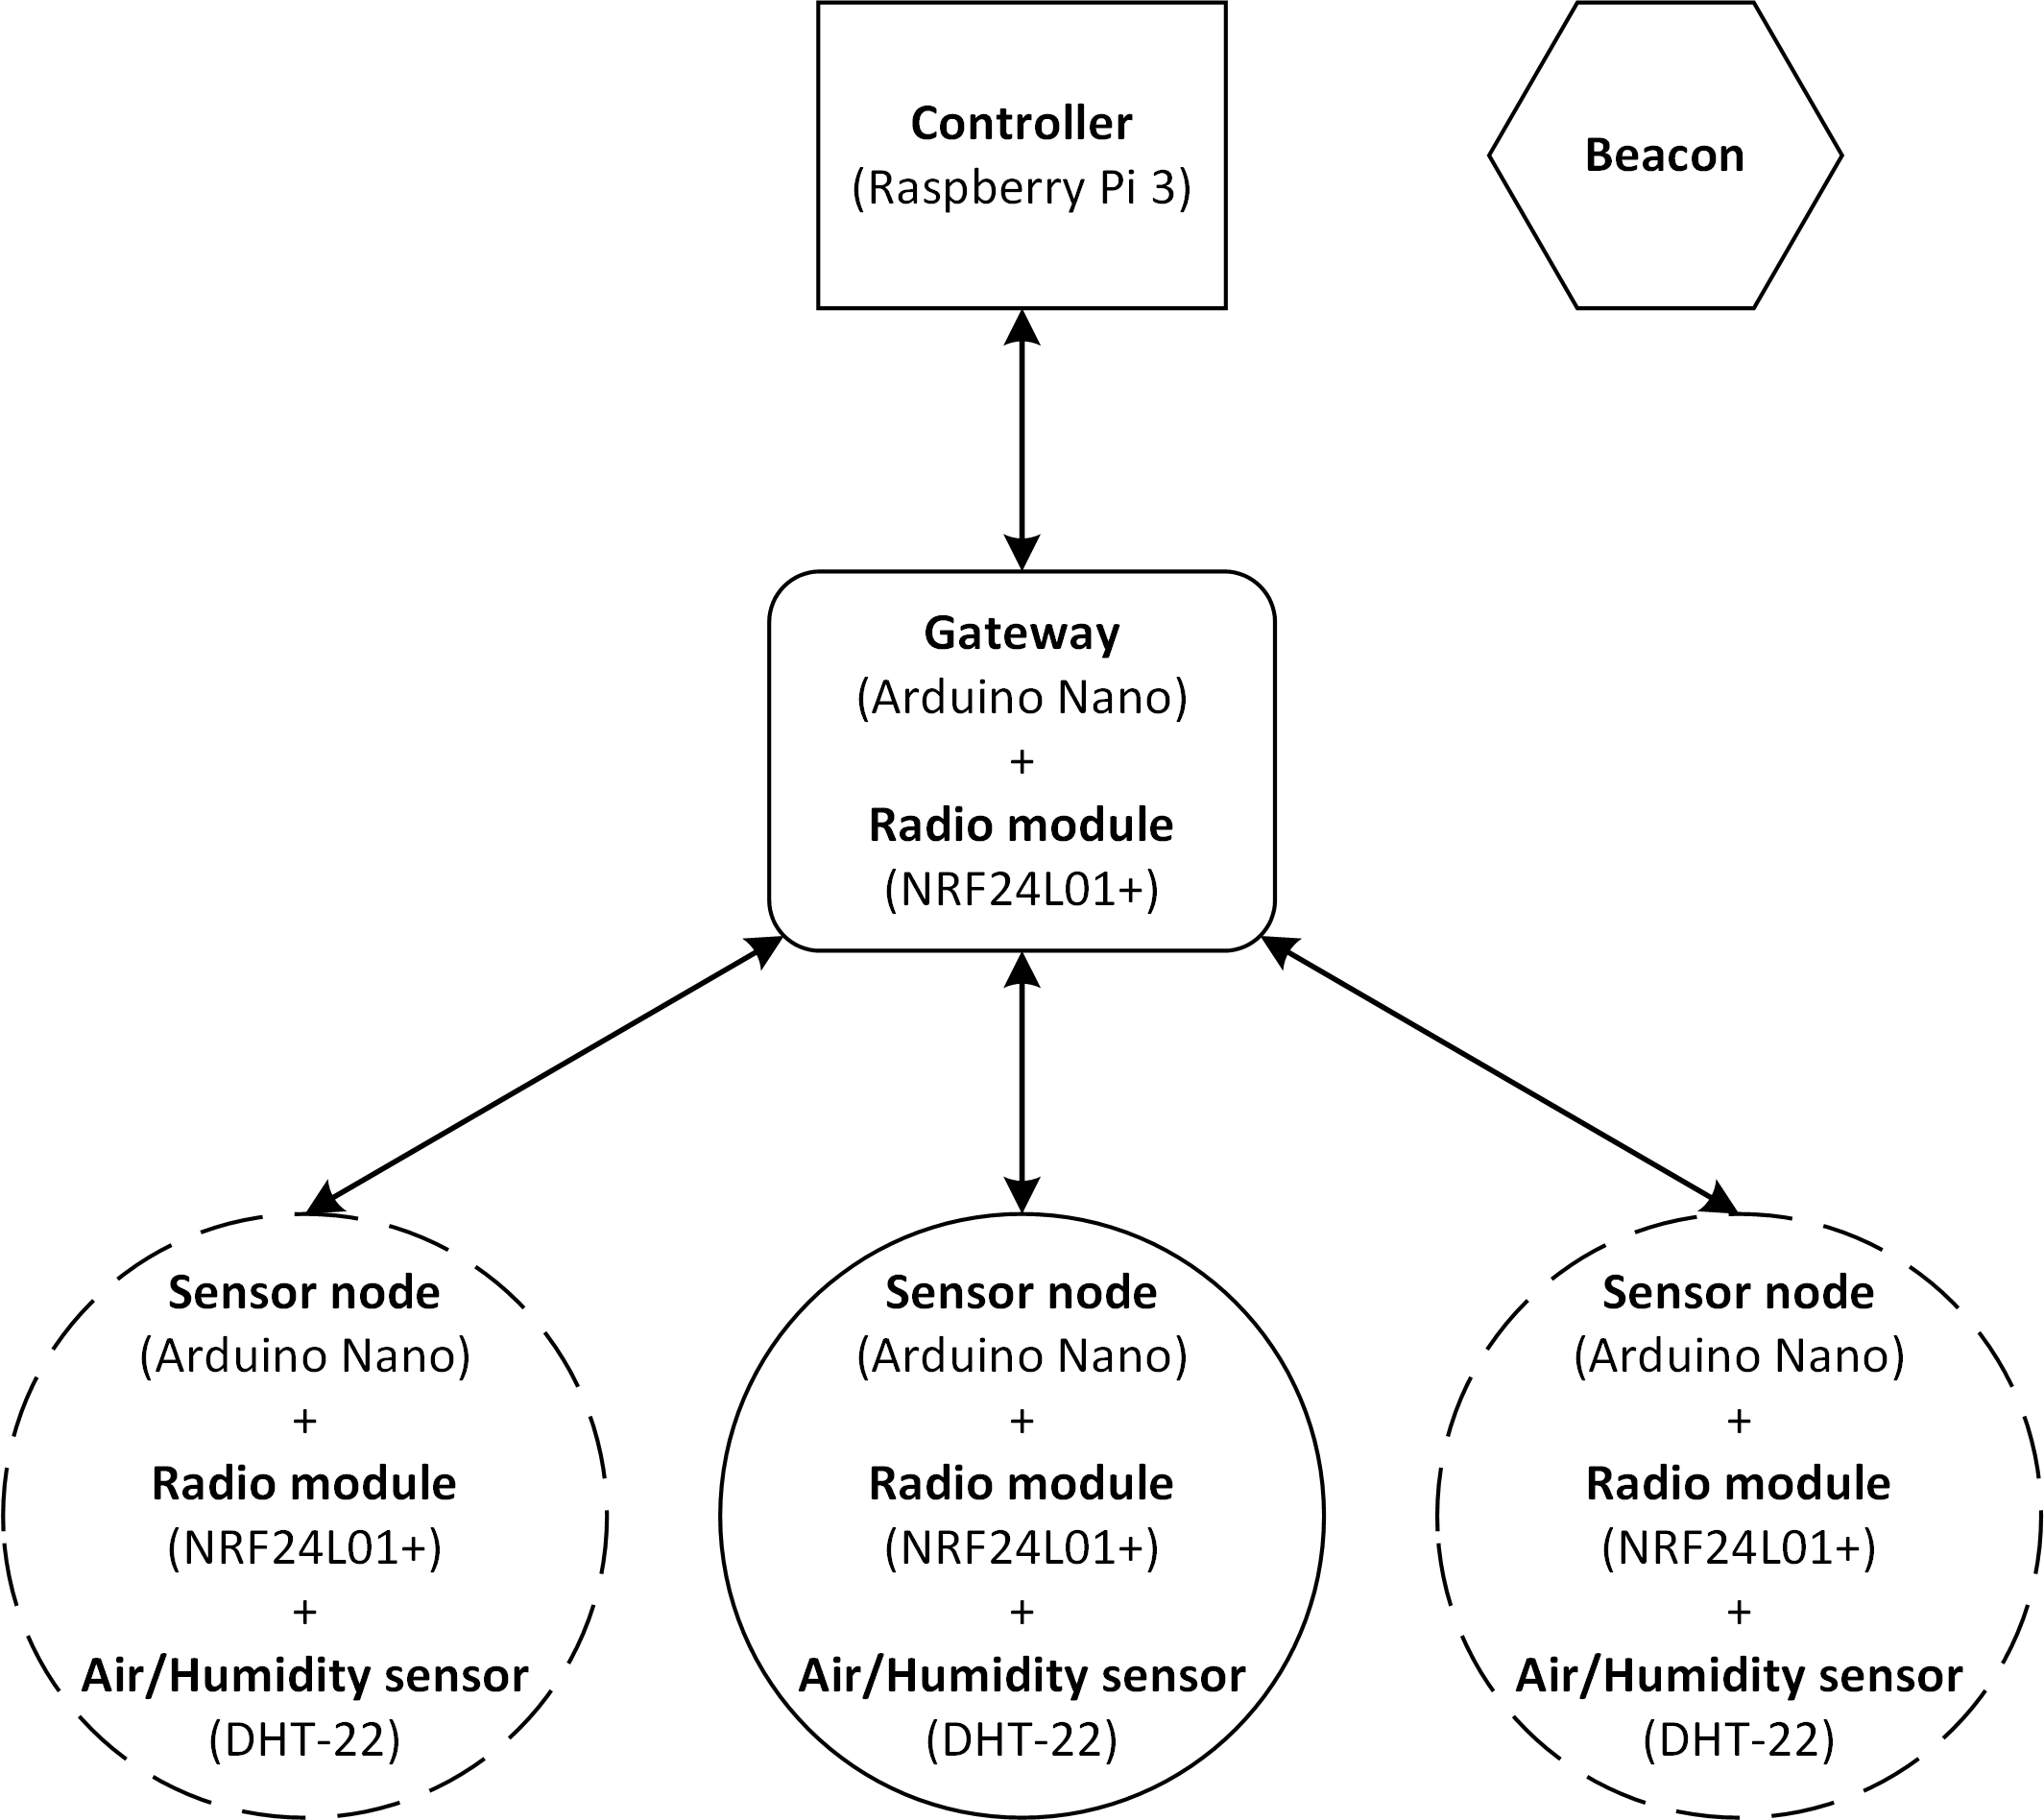 Controller
(Raspberry Pi 3)
Beacon
Gateway
(Arduino Nano)
+
Radio module
(NRF24L01+)
Sensor node
(Arduino Nano)
+
Radio module
(NRF24L01+)
+
Air/Humidity sensor
(DHT-22)
Sensor node
(Arduino Nano)
+
Radio module
(NRF24L01+)
+
Air/Humidity sensor
(DHT-22)
Sensor node
(Arduino Nano)
+
Radio module
(NRF24L01+)
+
Air/Humidity sensor
(DHT-22)